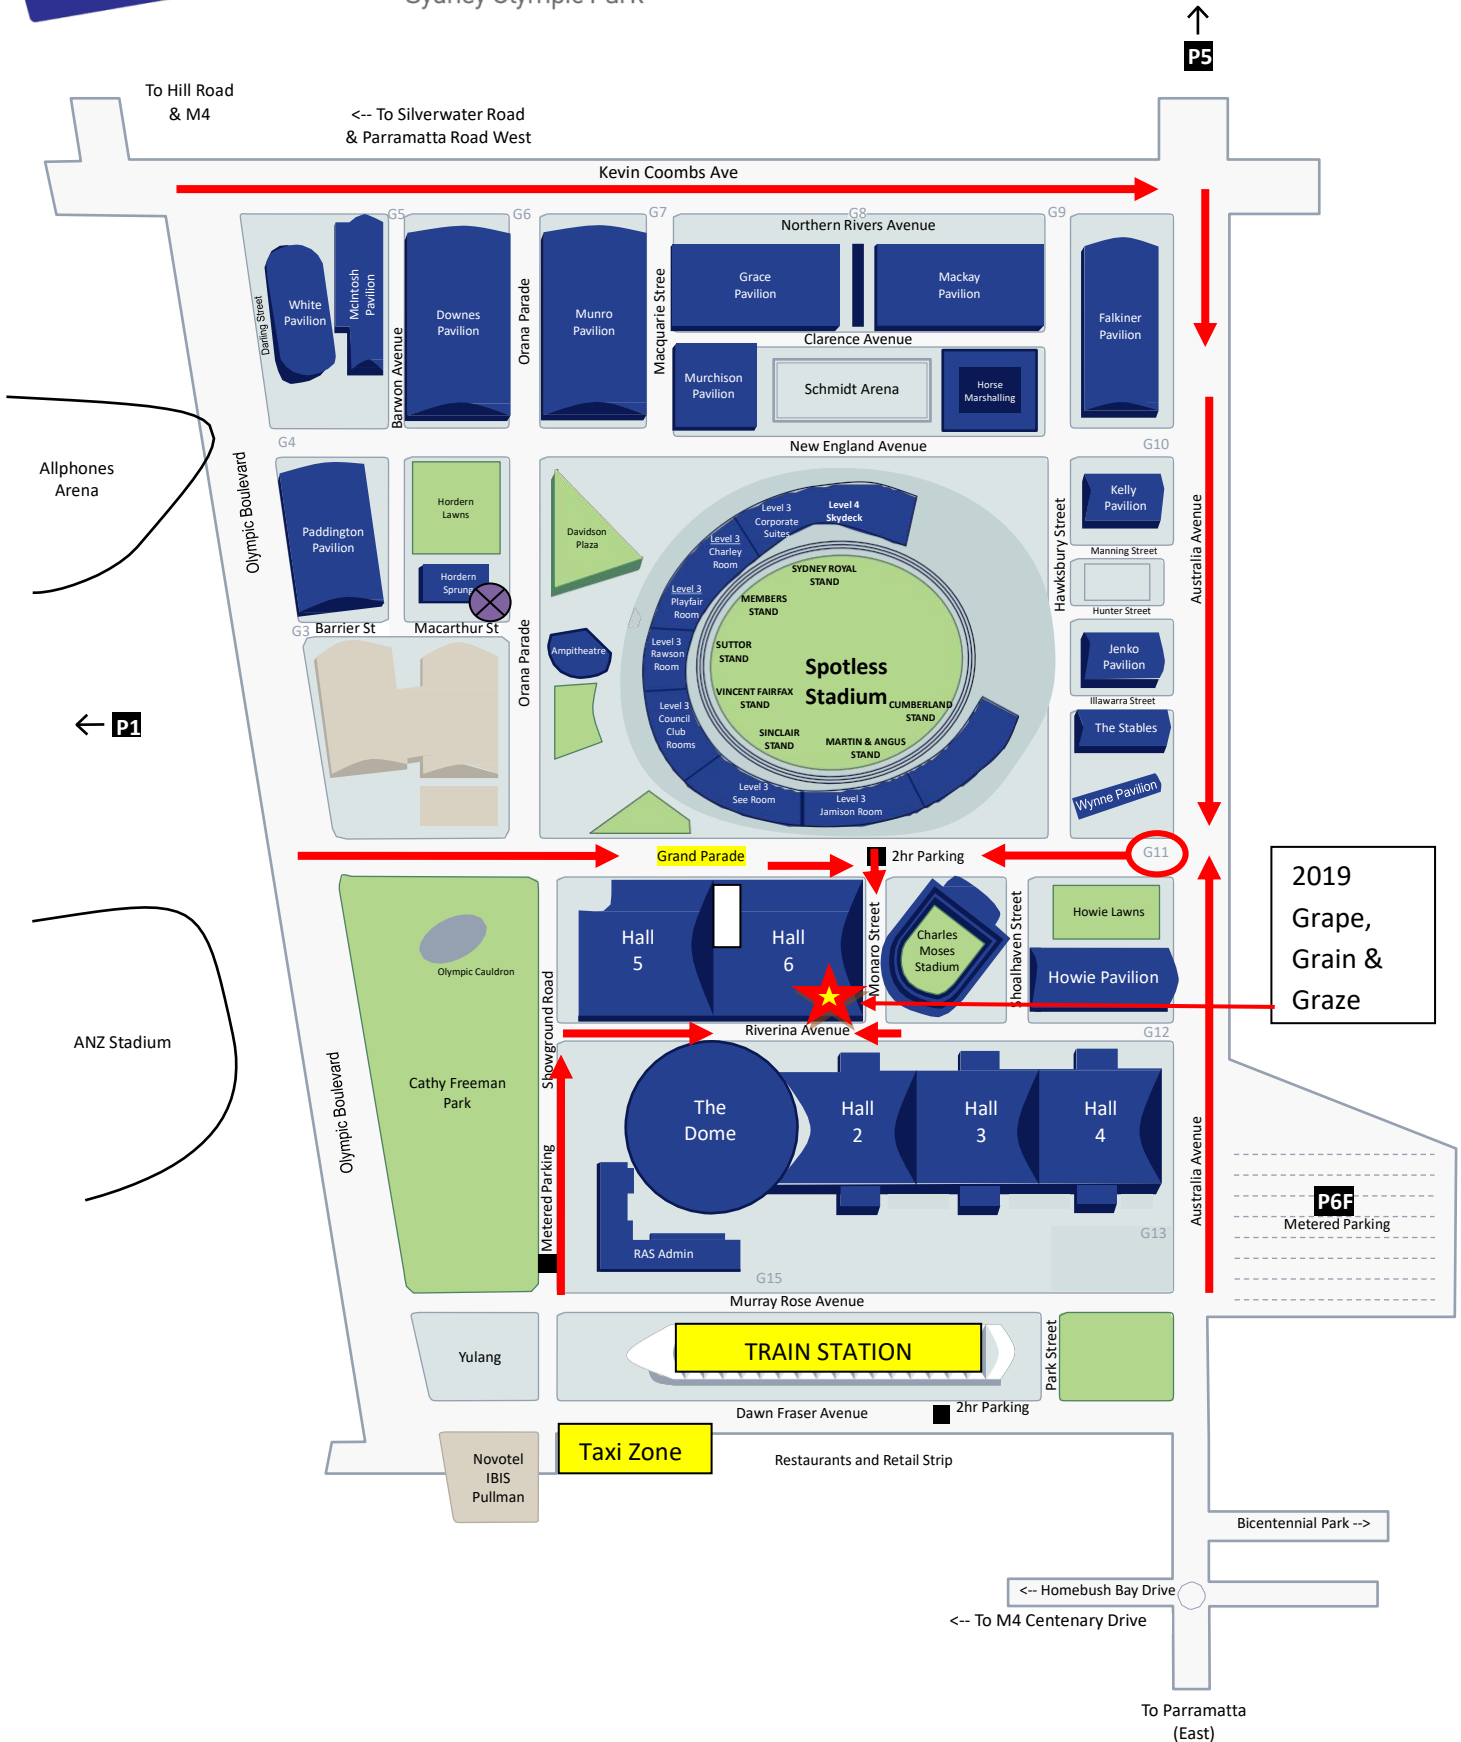 Sydney Olympic Park
P5
To Hill Road
& M4
<-- To Silverwater Road
& Parramatta Road West
Kevin Coombs Ave
G5
G6
G7
G8
G9
Northern Rivers Avenue
White
Pavilion
McIntosh
Pavilion
Darling Street
Barwon Avenue
Downes
Pavilion
Orana Parade
Munro
Pavilion
Macquarie Stree
Grace
Pavilion
Mackay
Pavilion
Falkiner
Pavilion
Clarence Avenue
Murchison
Pavilion
Schmidt Arena
Horse
Marshalling
G4
New England Avenue
G10
Allphones
Arena
Olympic Boulevard
Paddington
Pavilion
Hordern
Lawns
Hordern
Sprung
Davidson
Plaza
Level 3
Corporate
Suites
Level 4
Skydeck
Level 3
Charley
Room
Level 3
Playfair
Room
Level 3
Rawson
Room
Level 3
Council
Club
Rooms
Level 3
See Room
Level 3
Jamison Room
SYDNEY ROYAL
STAND
MEMBERS
STAND
SUTTOR
STAND
Spotless
Stadium
VINCENT FAIRFAX
STAND
CUMBERLAND
STAND
SINCLAIR
STAND
MARTIN & ANGUS
STAND
Hawksbury Street
Kelly
Pavilion
Manning Street
Hunter Street
Australia Avenue
Jenko
Pavilion
Illawarra Street
The Stables
Wynne Pavilion
G3
Barrier St
Macarthur St
Orana Parade
Ampitheatre
P1
Grand Parade
2hr Parking
G11
2019
Grape,
Grain &
Graze
Hall
5
Hall
6
Monaro Street
Charles
Moses
Stadium
Shoalhaven Street
Howie Lawns
Howie Pavilion
Olympic Cauldron
Showground Road
Riverina Avenue
G12
ANZ Stadium
Olympic Boulevard
Cathy Freeman
Park
Metered Parking
The
Dome
Hall
2
Hall
3
Hall
4
Australia Avenue
P6F
Metered Parking
RAS Admin
G13
G15
Murray Rose Avenue
Yulang
TRAIN STATION
Park Street
Dawn Fraser Avenue
2hr Parking
Taxi Zone
Novotel
IBIS
Pullman
Restaurants and Retail Strip
Bicentennial Park -->
<-- Homebush Bay Drive
<-- To M4 Centenary Drive
To Parramatta
(East)